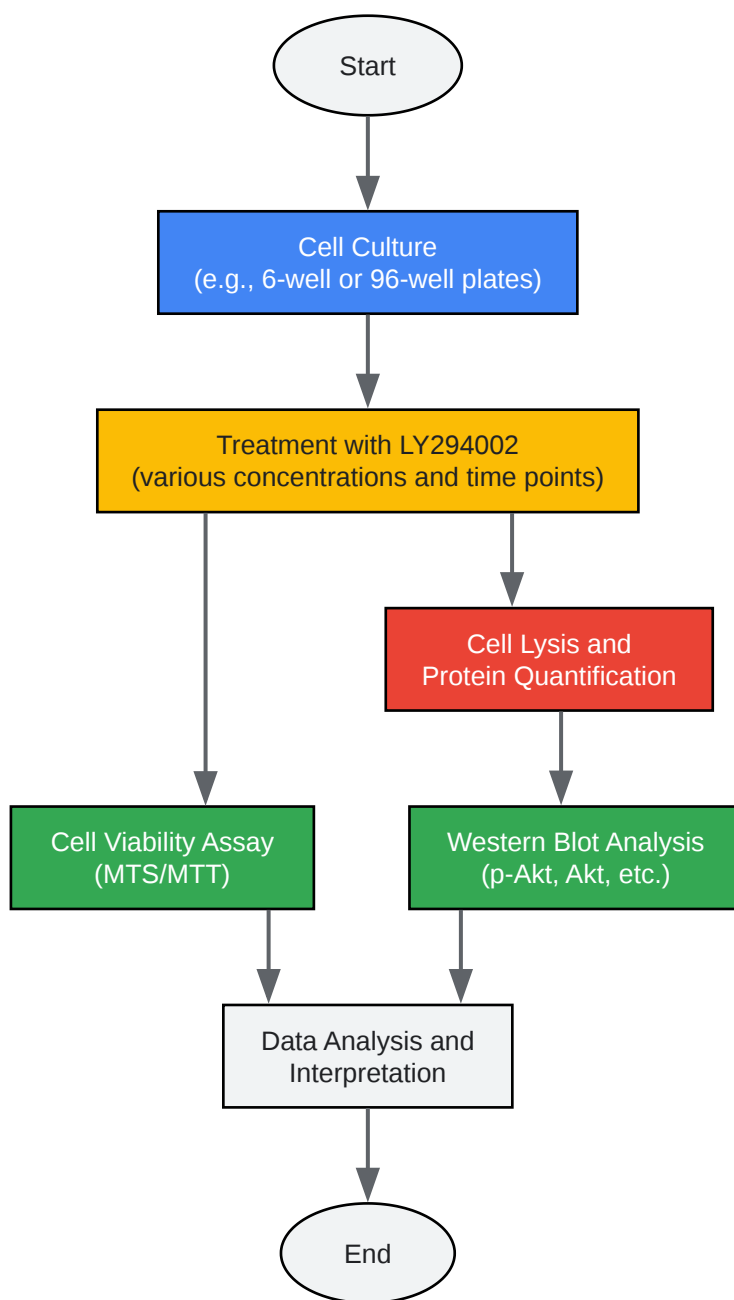 Start
Cell Culture
(e.g., 6-well or 96-well plates)
Treatment with LY294002
(various concentrations and time points)
Cell Lysis and
Protein Quantification
Cell Viability Assay
(MTS/MTT)
Western Blot Analysis
(p-Akt, Akt, etc.)
Data Analysis and
Interpretation
End